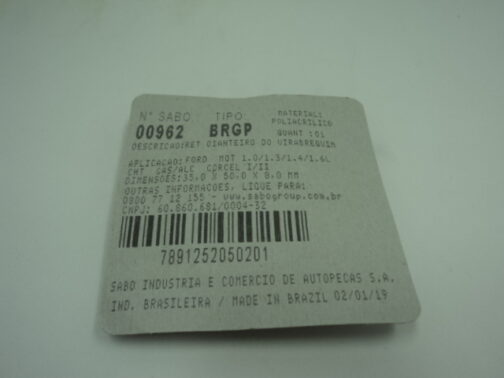 Nº SABO TIPO MATERIAL:
POLIACRILICO
00962 BRGP QUANT :01
DESCRICAO:RET DIANTEIRO DO VIRABREQUIM
APLICACAO:FORD MOT 1.0/1.3/1.4/1.6L
CHT GAS/ALC CORCEL I/II
DIMENSOES:35,0 X 50,0 X 8,0 MM
OUTRAS INFORMACOES, LIGUE PARA:
0800 77 12 155 - www.sabogroup.com.br
CNPJ: 60.860.681/0004-32
7891252050201
SABO INDUSTRIA E COMERCIO DE AUTOPECAS S.A.
IND. BRASILEIRA / MADE IN BRAZIL 02/01/19